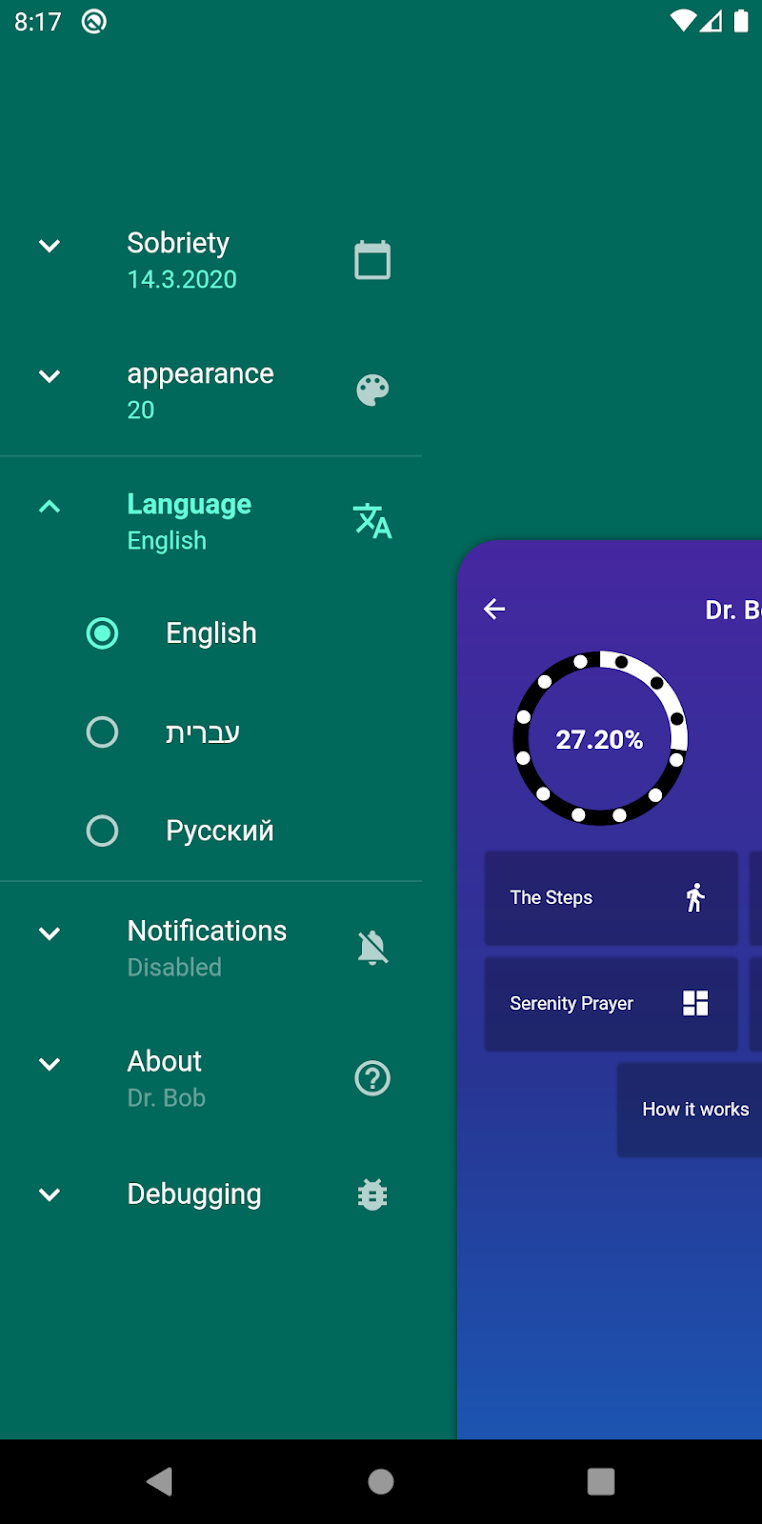 8:17
Sobriety
14.3.2020
appearance
20
Language
English
English
עברית
Русский
Notifications
Disabled
About
Dr. Bob
Debugging
Dr. B
27.20%
The Steps
Serenity Prayer
How it works